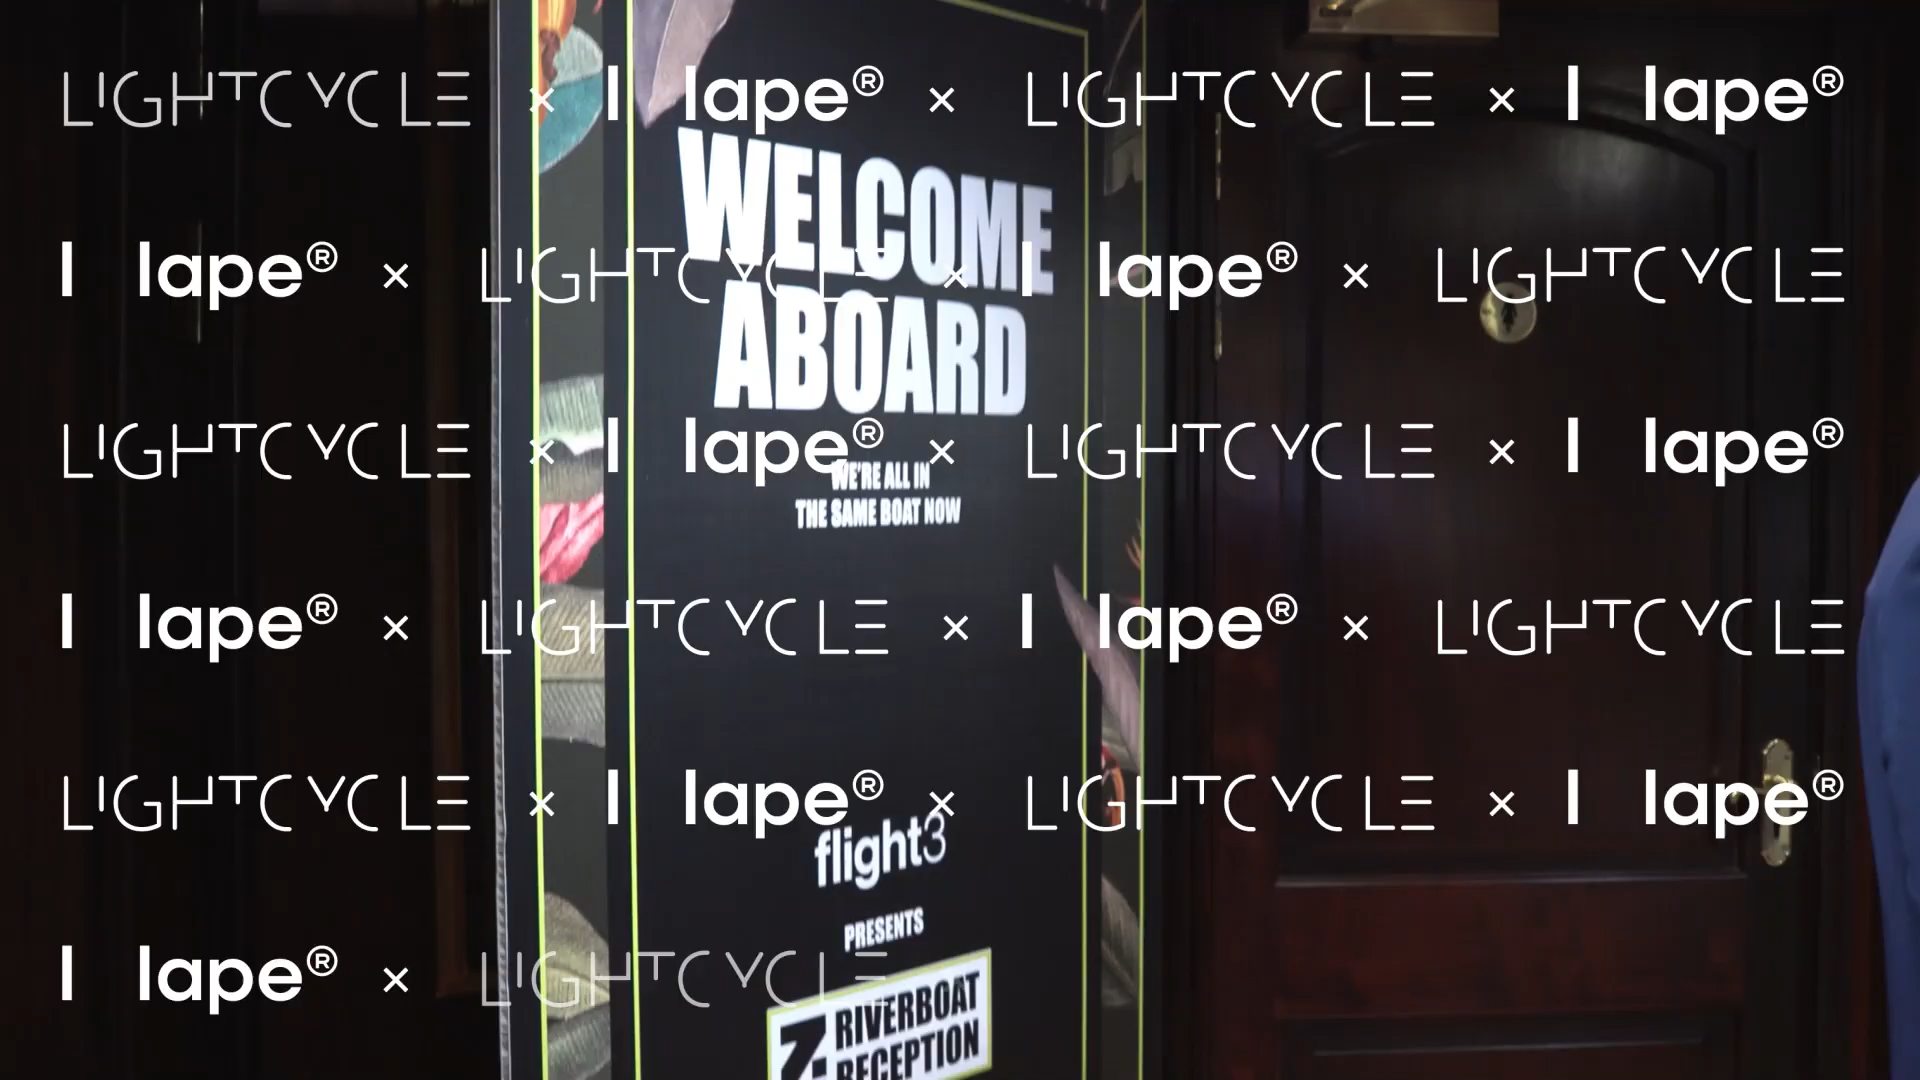 LIGHTCYCLE × l lape® × LIGHTCYCLE × l lape®
WELCOME
l lape® × LIGHTCYCLE × l lape® × LIGHTCYCLE
ABOARD
LIGHTCYCLE × l lape® × LIGHTCYCLE × l lape®
WE'RE ALL IN
THE SAME BOAT NOW
l lape® × LIGHTCYCLE × l lape® × LIGHTCYCLE
LIGHTCYCLE × l lape® × LIGHTCYCLE × l lape®
flight3
PRESENTS
l lape® × LIGHTCYCLE
RIVERBOAT
RECEPTION